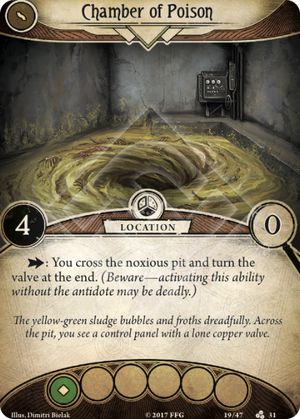 Chamber of Poison
4
LOCATION
0
: You cross the noxious pit and turn the
valve at the end. (Beware—activating this ability
without the antidote may be deadly.)
The yellow-green sludge bubbles and froths dreadfully. Across
the pit, you see a control panel with a lone copper valve.
Illus. Dimitri Bielak
© 2017 FFG
19/47
31